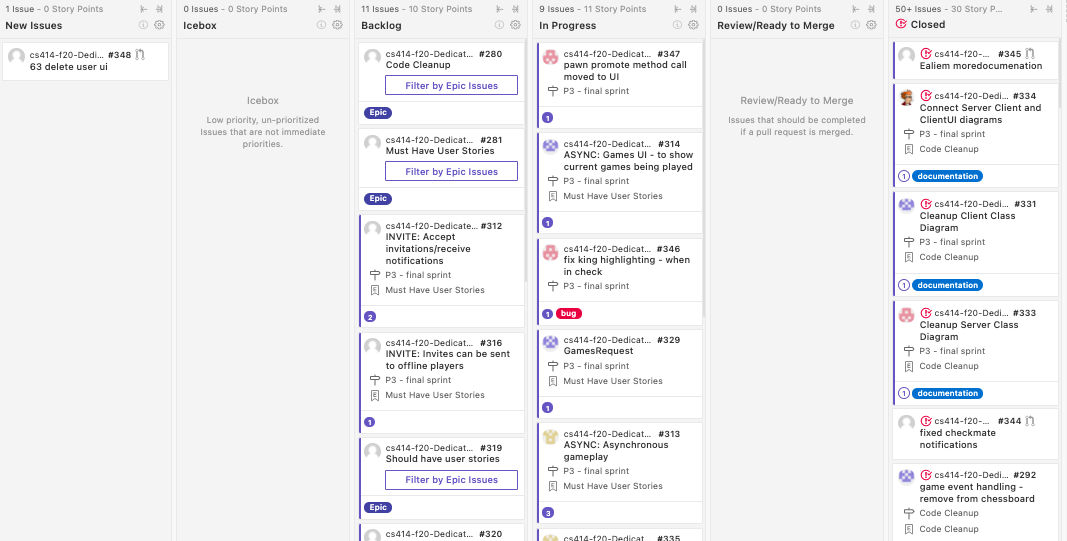 1 Issue - 0 Story Points
New Issues
cs414-f20-Dedi... #348
63 delete user ui
0 Issues - 0 Story Points
Icebox
Icebox
Low priority, un-prioritized
Issues that are not immediate
priorities.
11 Issues - 10 Story Points
Backlog
cs414-f20-Dedicat... #280
Code Cleanup
Filter by Epic Issues
Epic
cs414-f20-Dedicat... #281
Must Have User Stories
Filter by Epic Issues
Epic
cs414-f20-Dedicate... #312
INVITE: Accept
invitations/receive
notifications
P3 - final sprint
Must Have User Stories
2
cs414-f20-Dedicat... #316
INVITE: Invites can be sent
to offline players
P3 - final sprint
Must Have User Stories
1
cs414-f20-Dedicat... #319
Should have user stories
Filter by Epic Issues
Epic
cs414-f20-Dedicat... #320
9 Issues - 11 Story Points
In Progress
cs414-f20-Dedicat... #347
pawn promote method call
moved to UI
P3 - final sprint
1
cs414-f20-Dedicat... #314
ASYNC: Games UI - to show
current games being played
P3 - final sprint
Must Have User Stories
1
cs414-f20-Dedicat... #346
fix king highlighting - when
in check
P3 - final sprint
1 bug
cs414-f20-Dedicat... #329
GamesRequest
P3 - final sprint
Must Have User Stories
1
cs414-f20-Dedicat... #313
ASYNC: Asynchronous
gameplay
P3 - final sprint
Must Have User Stories
3
cs414-f20-Dedicat... #335
0 Issues - 0 Story Points
Review/Ready to Merge
Review/Ready to Merge
Issues that should be completed
if a pull request is merged.
50+ Issues - 30 Story P...
Closed
cs414-f20-... #345
Ealiem moredocumenation
cs414-f20-Dedi... #334
Connect Server Client and
ClientUI diagrams
P3 - final sprint
Code Cleanup
1 documentation
cs414-f20-Dedi... #331
Cleanup Client Class
Diagram
P3 - final sprint
Code Cleanup
1 documentation
cs414-f20-Dedi... #333
Cleanup Server Class
Diagram
P3 - final sprint
Code Cleanup
1 documentation
cs414-f20-... #344
fixed checkmate
notifications
cs414-f20-Dedi... #292
game event handling -
remove from chessboard
Code Cleanup
Code Cleanup